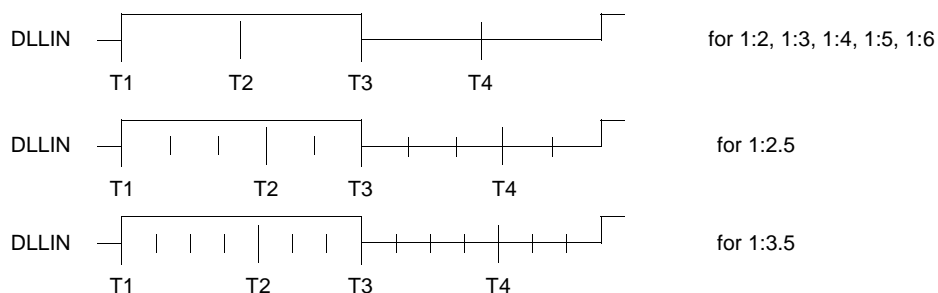 DLLIN for 1:2, 1:3, 1:4, 1:5, 1:6
T1 T2 T3 T4
DLLIN for 1:2.5
T1 T2 T3 T4
DLLIN for 1:3.5
T1 T2 T3 T4